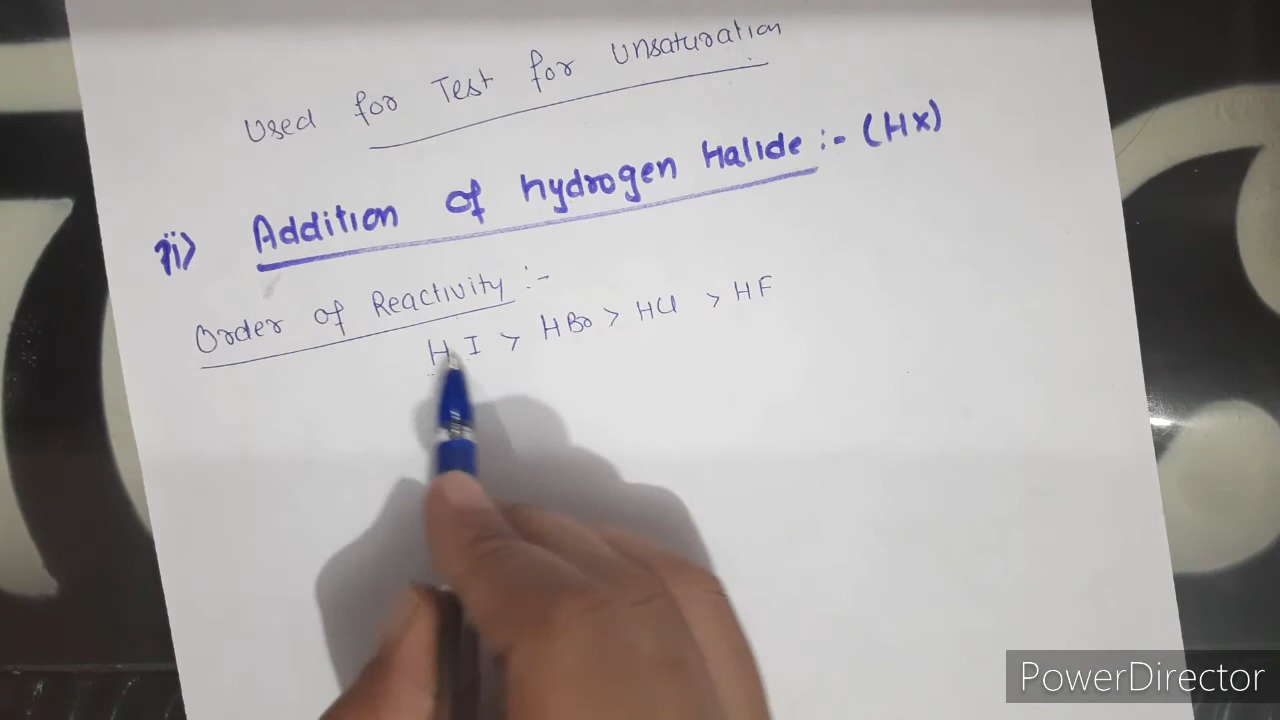 Used for Test for Unsaturation
ii) Addition of hydrogen Halide :- (HX)
Order of Reactivity :-
HI > HBr > HCl > HF
PowerDirector